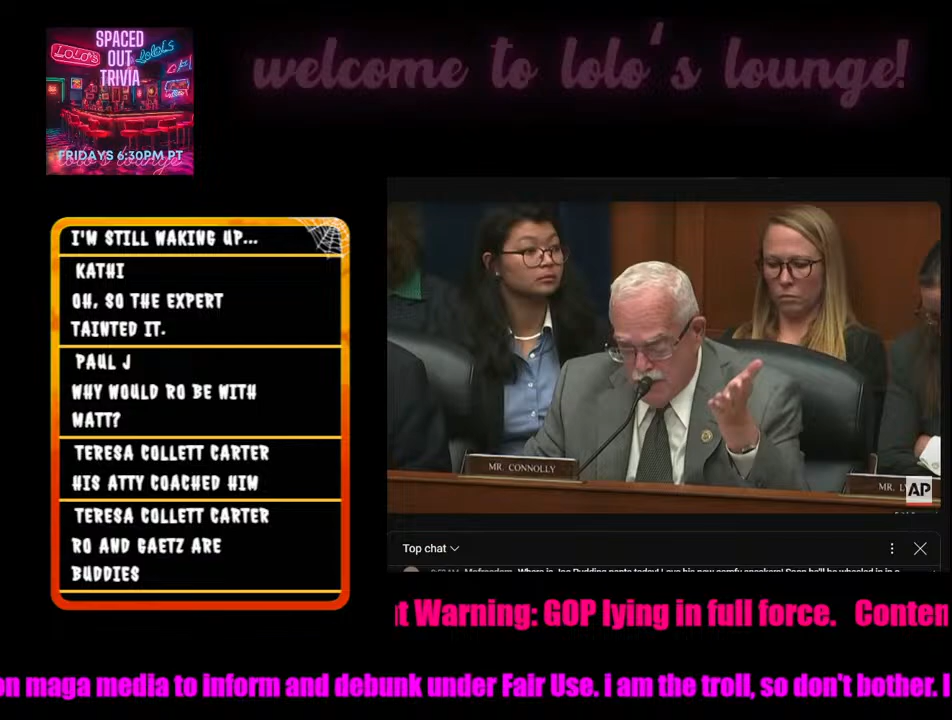 SPACED
OUT
TRIVIA
LOLO'S
FRIDAYS 6:30PM PT
lolo's lounge
welcome to lolo's lounge!
I'M STILL WAKING UP...
KATHI
OH, SO THE EXPERT
TAINTED IT.
PAUL J
WHY WOULD RO BE WITH
MATT?
TERESA COLLETT CARTER
HIS ATTY COACHED HIM
TERESA COLLETT CARTER
RO AND GAETZ ARE
BUDDIES
MR. CONNOLLY
MR. LY
AP
Top chat
t Warning: GOP lying in full force. Conten
on maga media to inform and debunk under Fair Use. i am the troll, so don't bother. I